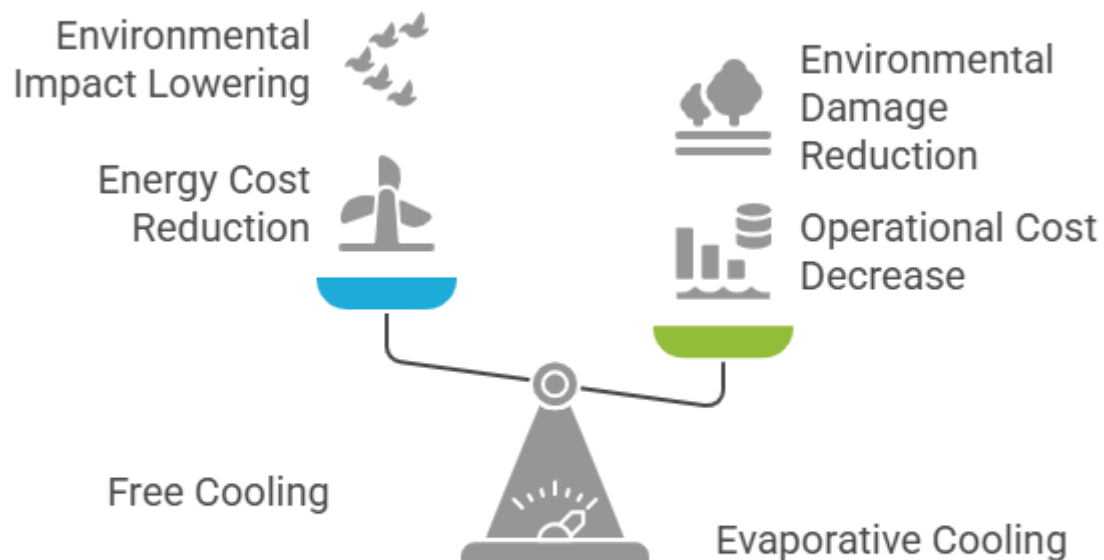 Environmental
Impact Lowering
Energy Cost
Reduction
Environmental
Damage
Reduction
Operational Cost
Decrease
Free Cooling
Evaporative Cooling